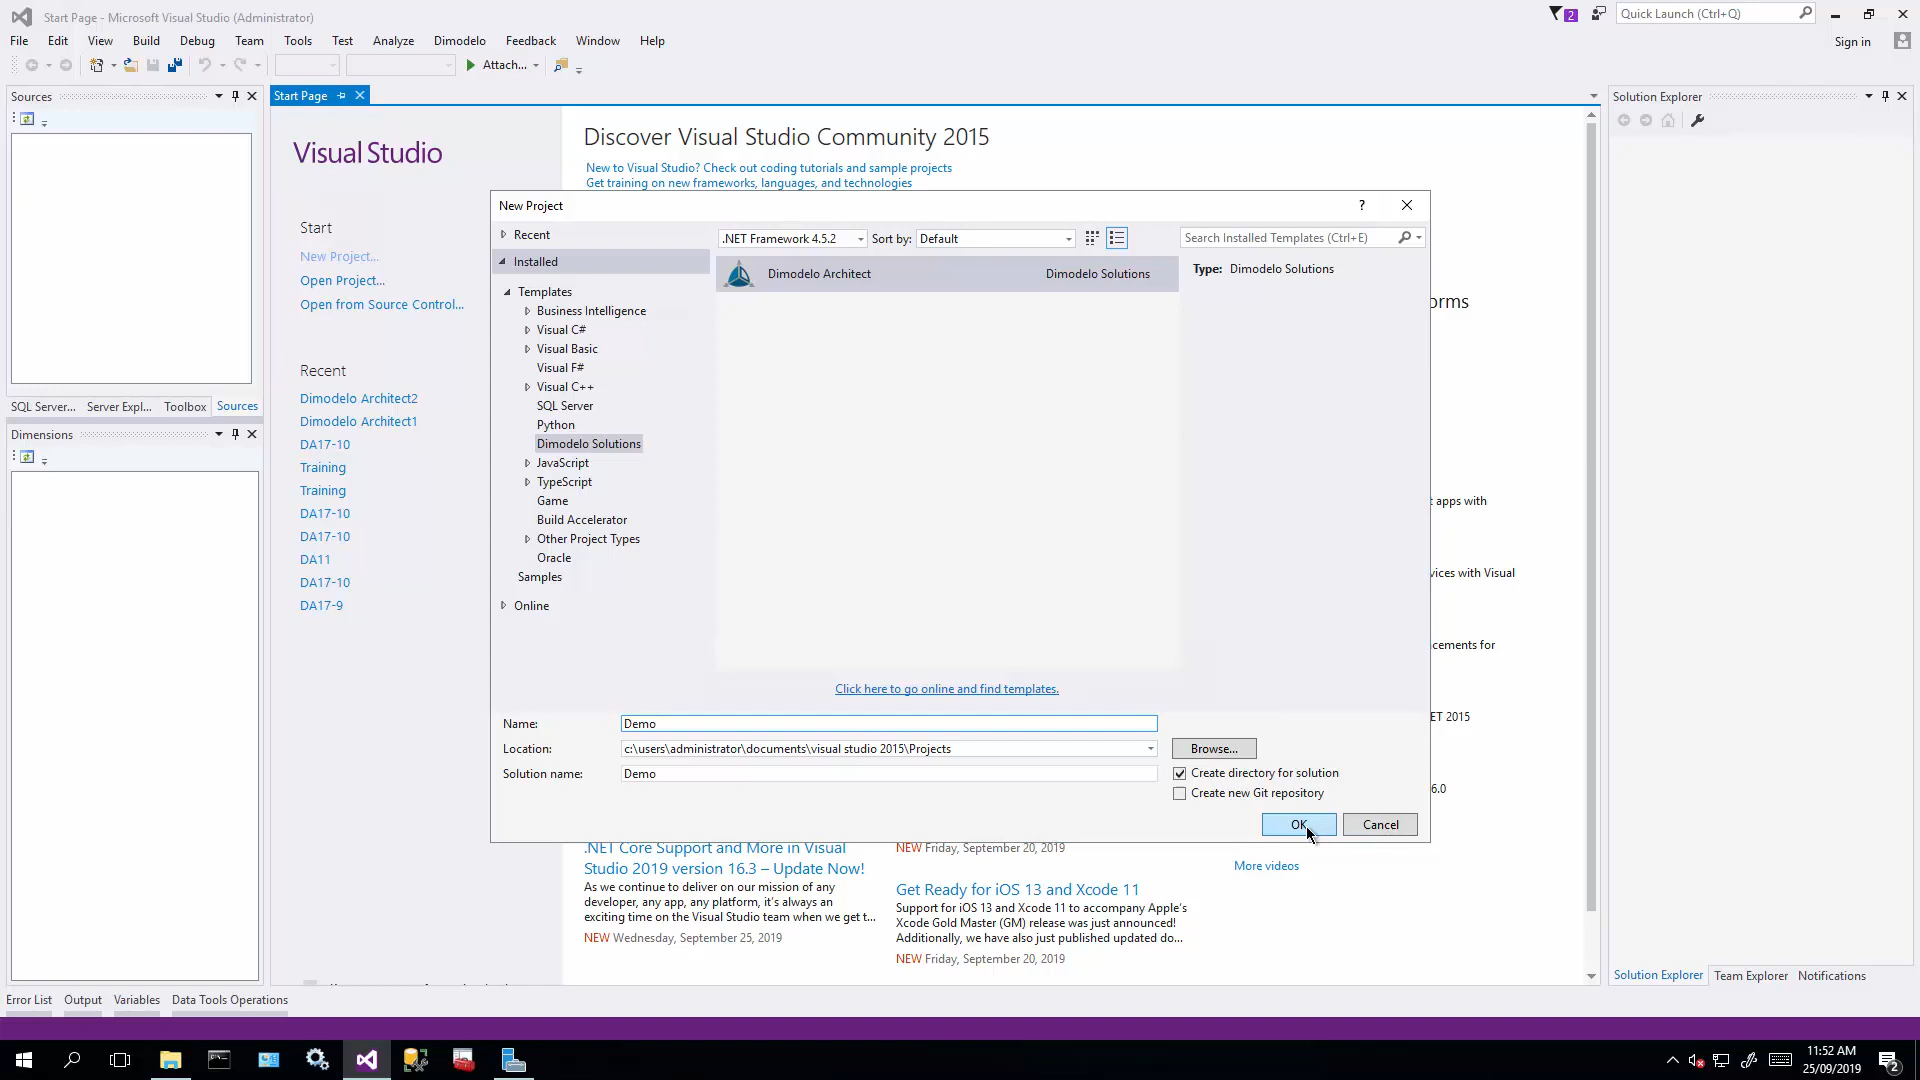 Start Page - Microsoft Visual Studio (Administrator)
2
Quick Launch (Ctrl+Q)
File Edit View Build Debug Team Tools Test Analyze Dimodelo Feedback Window Help
Sign in
Attach...
Sources
Start Page
Solution Explorer
Visual Studio
Discover Visual Studio Community 2015
New to Visual Studio? Check out coding tutorials and sample projects
Get training on new frameworks, languages, and technologies
Start
New Project...
Open Project...
Open from Source Control...
Recent
Dimodelo Architect2
Dimodelo Architect1
DA17-10
Training
Training
DA17-10
DA17-10
DA11
DA17-10
DA17-9
SQL Server... Server Expl... Toolbox Sources
Dimensions
New Project
?
Recent
Installed
.NET Framework 4.5.2
Sort by: Default
Search Installed Templates (Ctrl+E)
Templates
Business Intelligence
Visual C#
Visual Basic
Visual F#
Visual C++
SQL Server
Python
Dimodelo Solutions
JavaScript
TypeScript
Game
Build Accelerator
Other Project Types
Oracle
Samples
Online
Dimodelo Architect Dimodelo Solutions
Type: Dimodelo Solutions
Click here to go online and find templates.
Name: Demo
Location: c:\users\administrator\documents\visual studio 2015\Projects
Browse...
Solution name: Demo
Create directory for solution
Create new Git repository
OK
Cancel
orms
t apps with
vices with Visual
cements for
ET 2015
6.0
.NET Core Support and More in Visual
Studio 2019 version 16.3 – Update Now!
As we continue to deliver on our mission of any
developer, any app, any platform, it's always an
exciting time on the Visual Studio team when we get t...
NEW Wednesday, September 25, 2019
NEW Friday, September 20, 2019
Get Ready for iOS 13 and Xcode 11
Support for iOS 13 and Xcode 11 to accompany Apple's
Xcode Gold Master (GM) release was just announced!
Additionally, we have also just published updated do...
NEW Friday, September 20, 2019
More videos
Solution Explorer Team Explorer Notifications
Error List Output Variables Data Tools Operations
11:52 AM
25/09/2019
2